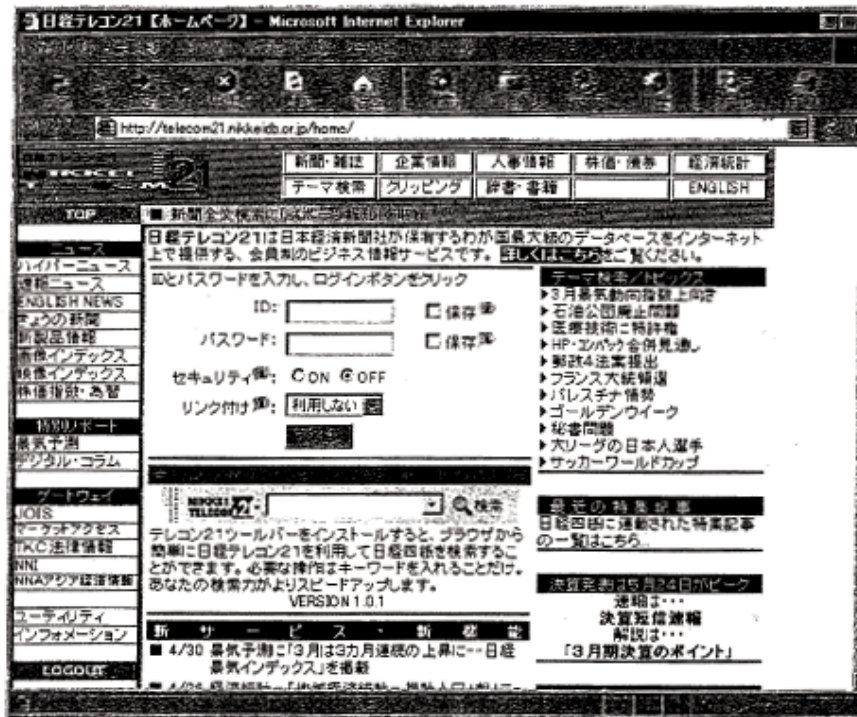 日経テレコン21【ホームページ】 - Microsoft Internet Explorer
http://telecom21.nikkeidb.or.jp/home/
新聞・雑誌 企業情報 人事情報 株価・債券 経済統計
テーマ検索 クリッピング 辞書・書籍 ENGLISH
TOP
■ 新聞全文検索に
日経テレコン21は日本経済新聞社が保有するわが国最大級のデータベースをインターネット
上で提供する、会員制のビジネス情報サービスです。詳しくはこちらをご覧ください。
ニュース
ハイパーニュース
速報ニュース
ENGLISH NEWS
きょうの新聞
新製品情報
画像インデックス
映像インデックス
株価指数・為替
特別リポート
景気予測
デジタル・コラム
ゲートウェイ
JOIS
マーケットアクセス
TKC法律情報
NNI
NNAアジア経済情報
ユーティリティ
インフォメーション
LOGOUT
IDとパスワードを入力し、ログインボタンをクリック
ID: 保存
パスワード: 保存
セキュリティ: ON OFF
リンク付け: 利用しない
NIKKEI TELECOM21 検索
テレコン21ツールバーをインストールすると、ブラウザから
簡単に日経テレコン21を利用して日経四紙を検索するこ
とができます。必要な操作はキーワードを入れることだけ。
あなたの検索力がよりスピードアップします。
VERSION 1.0.1
新サービス・新機能
■ 4/30 景気予測に「3月は3カ月連続の上昇に--日経
景気インデックス」を掲載
テーマ検索/トピックス
3月景気動向指数上向き
石油公団廃止問題
医療技術に特許権
HP・コンパック合併見通し
郵政4法案提出
フランス大統領選
パレスチナ情勢
ゴールデンウイーク
秘書問題
大リーグの日本人選手
サッカーワールドカップ
最近の特集記事
日経四紙に連載された特集記事
の一覧はこちら...
決算発表は5月24日がピーク
速報は・・・
決算短信速報
解説は・・・
「3月期決算のポイント」